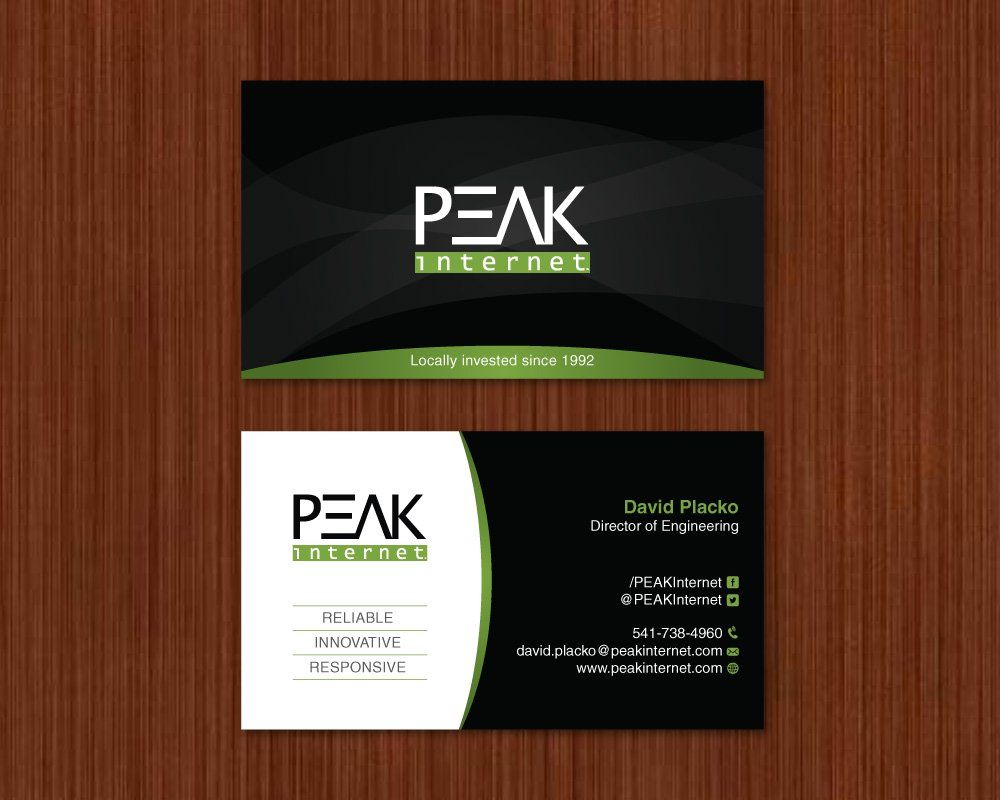 PEAK
internet.
Locally invested since 1992
PEAK
internet.
RELIABLE
INNOVATIVE
RESPONSIVE
David Placko
Director of Engineering
/PEAKInternet
@PEAKInternet
541-738-4960
david.placko@peakinternet.com
www.peakinternet.com